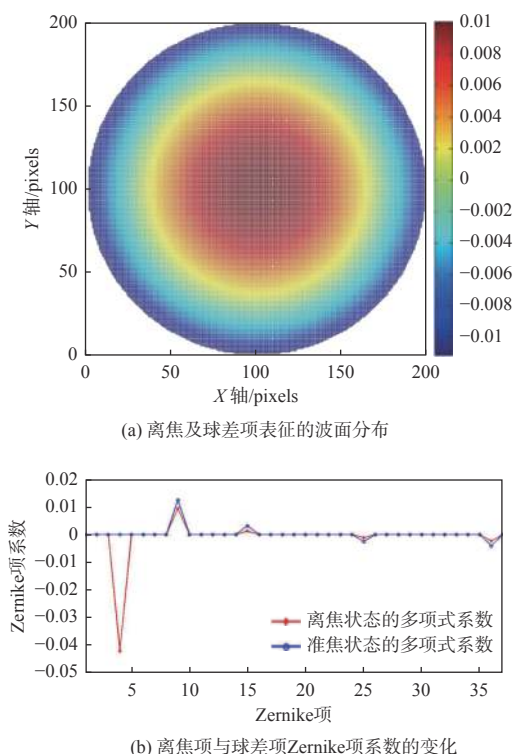 200
150
100
50
0
Y 轴/pixels
0 50 100 150 200
X 轴/pixels
0.01
0.008
0.006
0.004
0.002
0
−0.002
−0.004
−0.006
−0.008
−0.01
(a) 离焦及球差项表征的波面分布
0.02
0.01
0
−0.01
−0.02
−0.03
−0.04
−0.05
Zernike项系数
离焦状态的多项式系数
准焦状态的多项式系数
5 10 15 20 25 30 35
Zernike项
(b) 离焦项与球差项Zernike项系数的变化